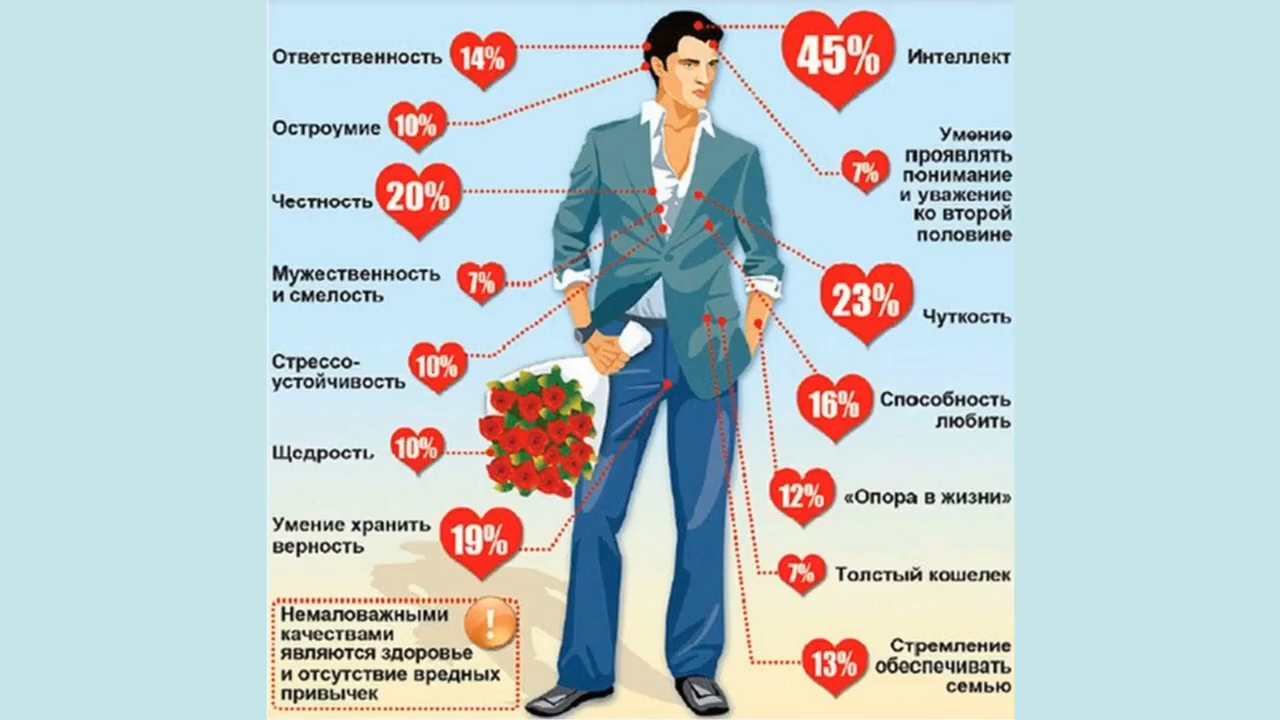 Ответственность 14%
Остроумие 10%
Честность 20%
Мужественность
и смелость
7%
Стрессо-
устойчивость
10%
Щедрость 10%
Умение хранить
верность
19%
Немаловажными
качествами
являются здоровье
и отсутствие вредных
привычек
!
45% Интеллект
7%
Умение
проявлять
понимание
и уважение
ко второй
половине
23% Чуткость
16%
Способность
любить
12% «Опора в жизни»
7% Толстый кошелек
13%
Стремление
обеспечивать
семью